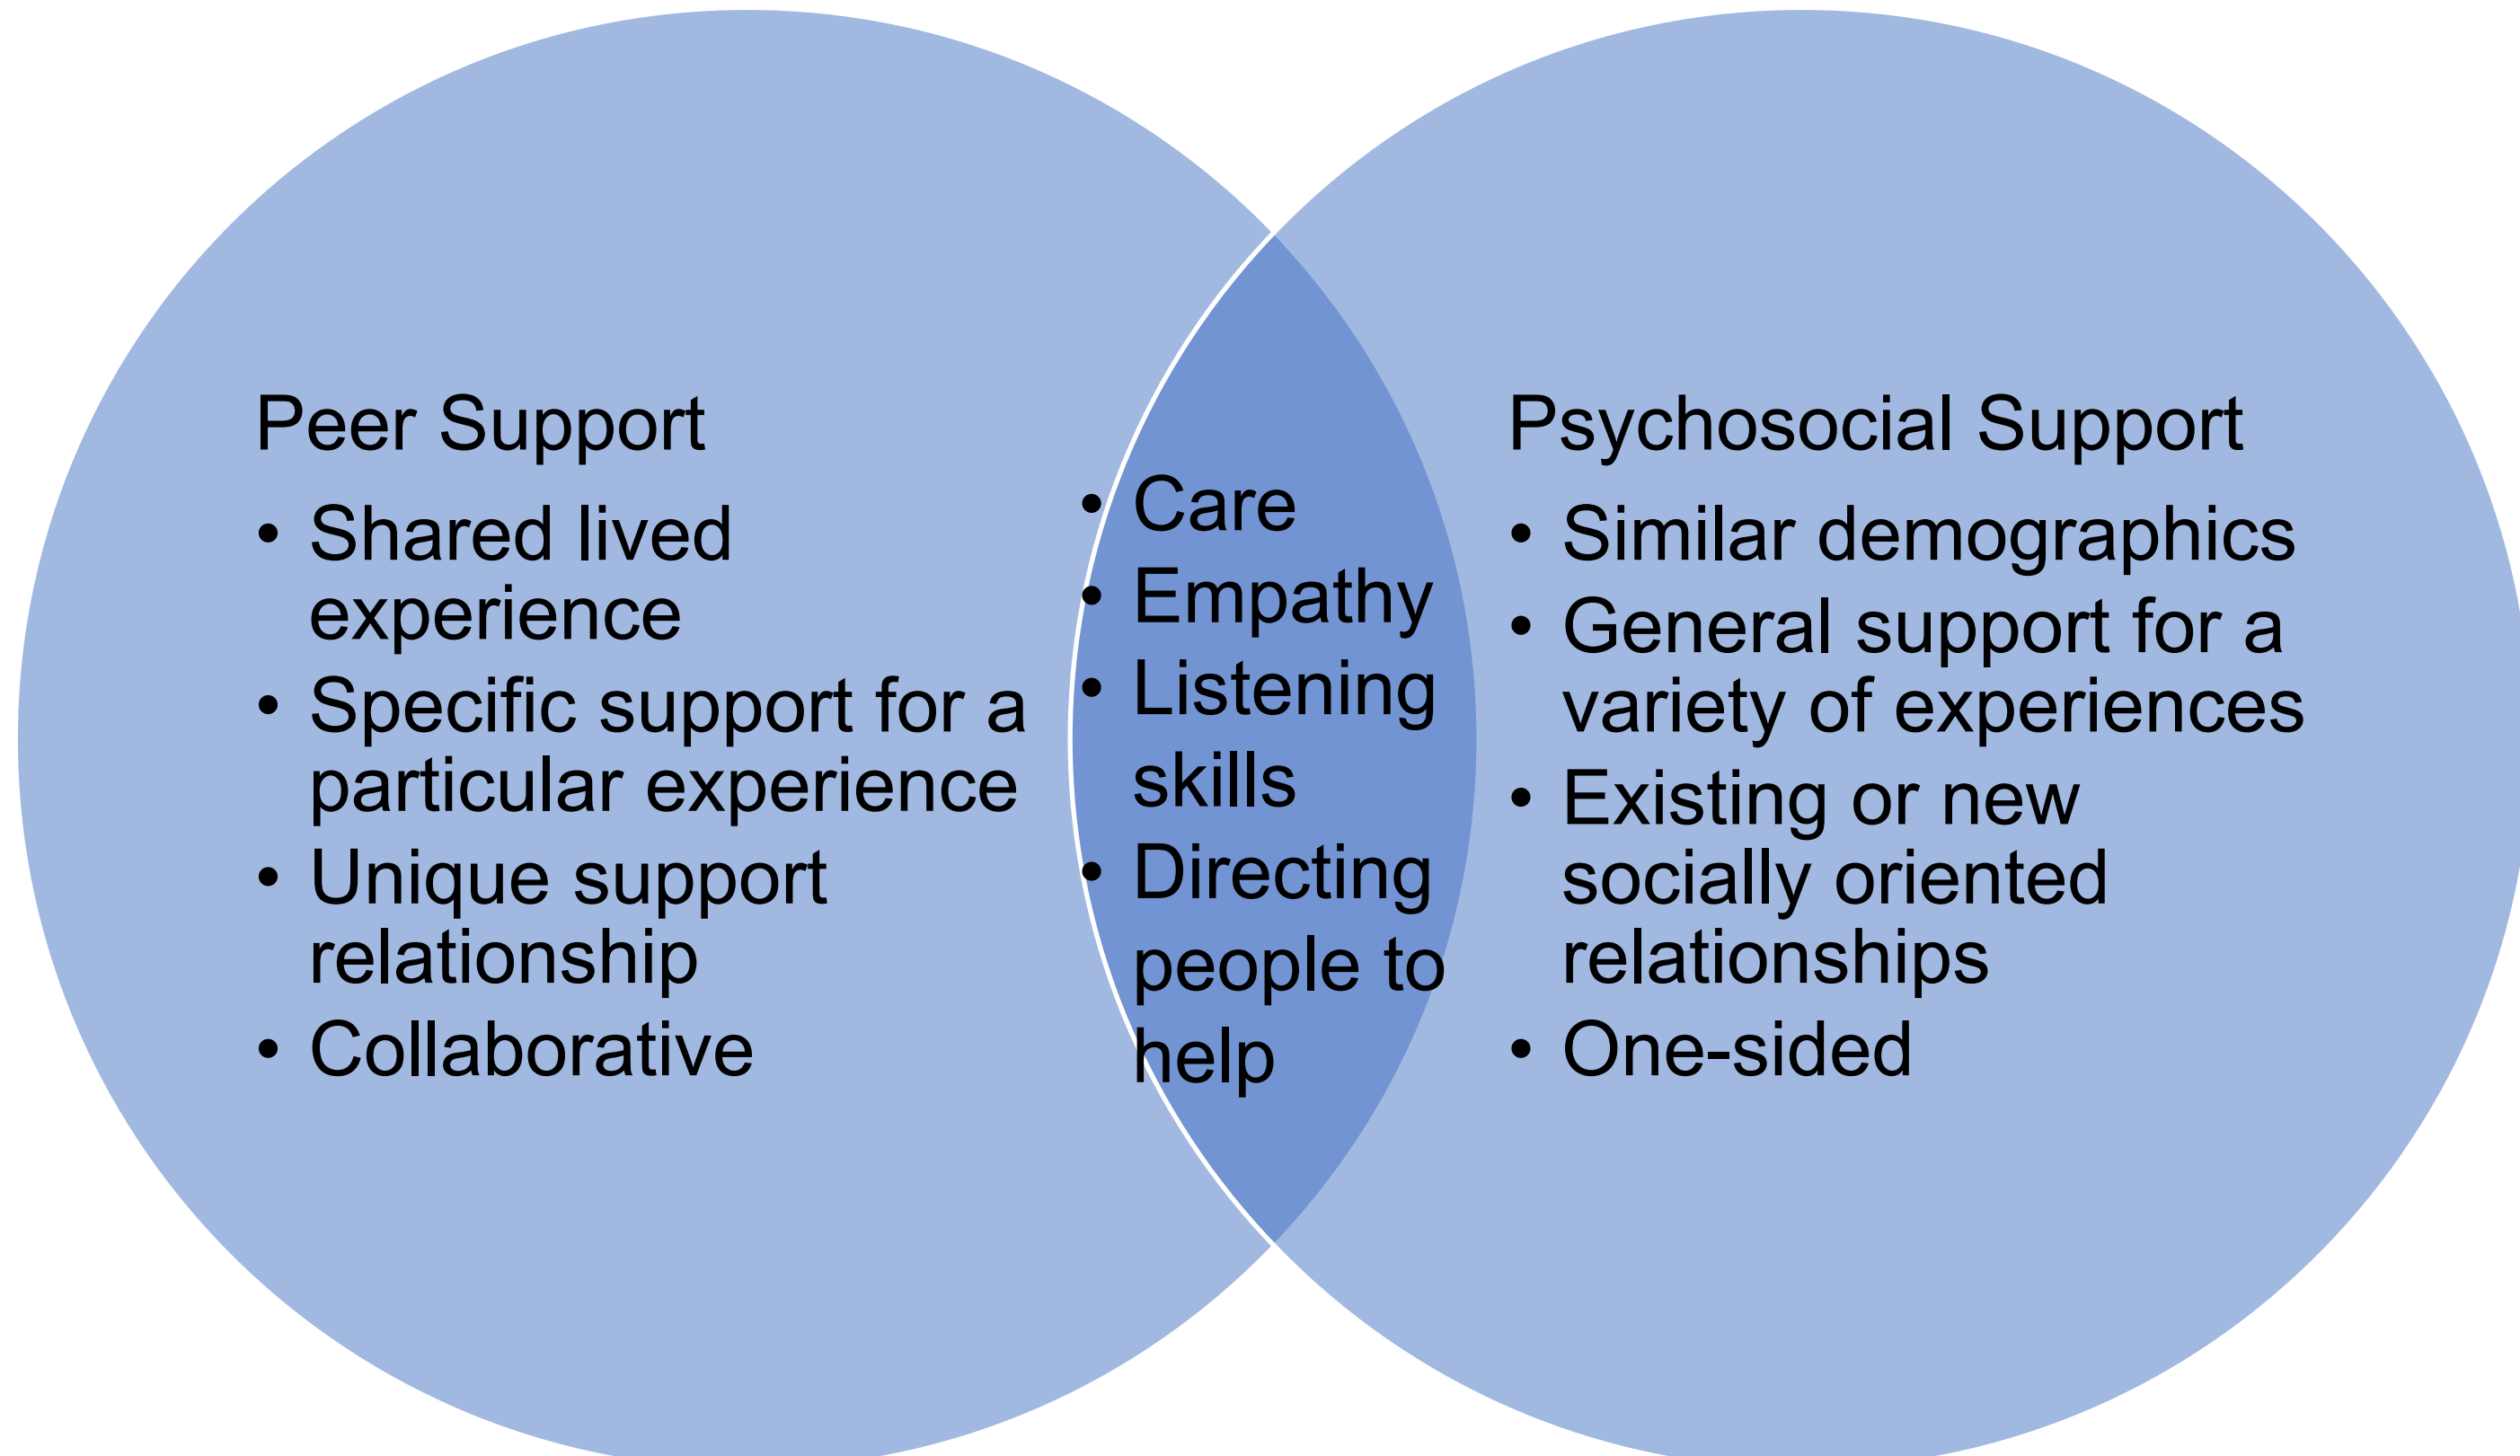 Peer Support
• Shared lived
experience
• Specific support for a
particular experience
• Unique support
relationship
• Collaborative
• Care
• Empathy
• Listening
skills
• Directing
people to
help
Psychosocial Support
• Similar demographics
• General support for a
variety of experiences
• Existing or new
socially oriented
relationships
• One-sided